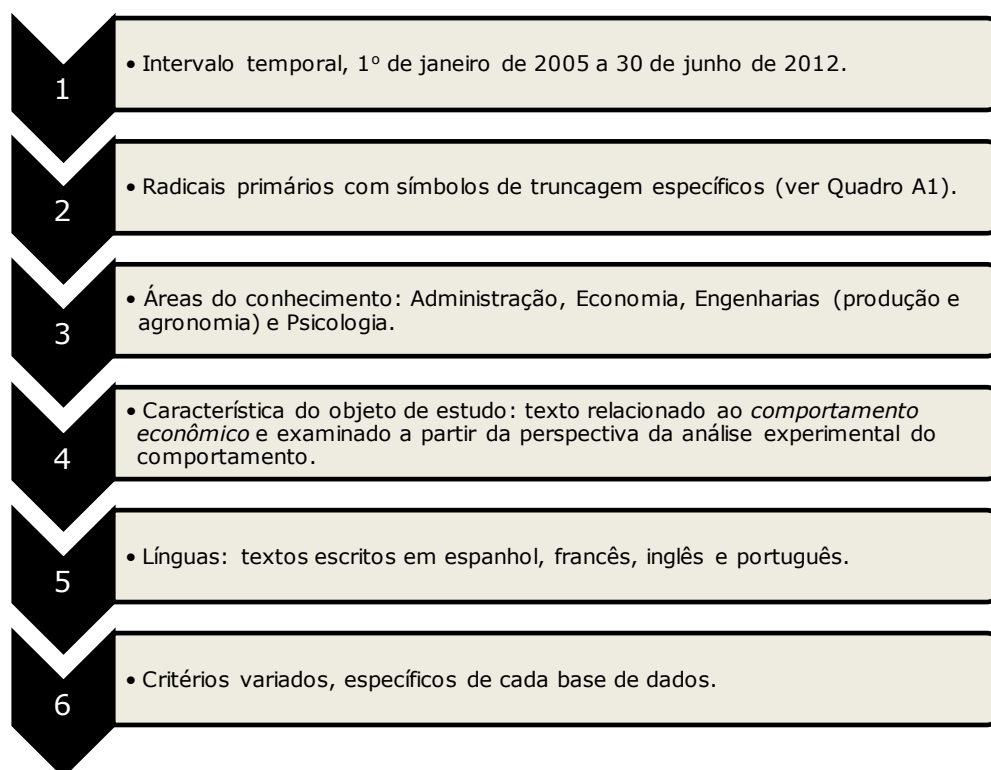 1
• Intervalo temporal, 1º de janeiro de 2005 a 30 de junho de 2012.
2
• Radicais primários com símbolos de truncagem específicos (ver Quadro A1).
3
• Áreas do conhecimento: Administração, Economia, Engenharias (produção e
agronomia) e Psicologia.
4
• Característica do objeto de estudo: texto relacionado ao comportamento
econômico e examinado a partir da perspectiva da análise experimental do
comportamento.
5
• Línguas: textos escritos em espanhol, francês, inglês e português.
6
• Critérios variados, específicos de cada base de dados.